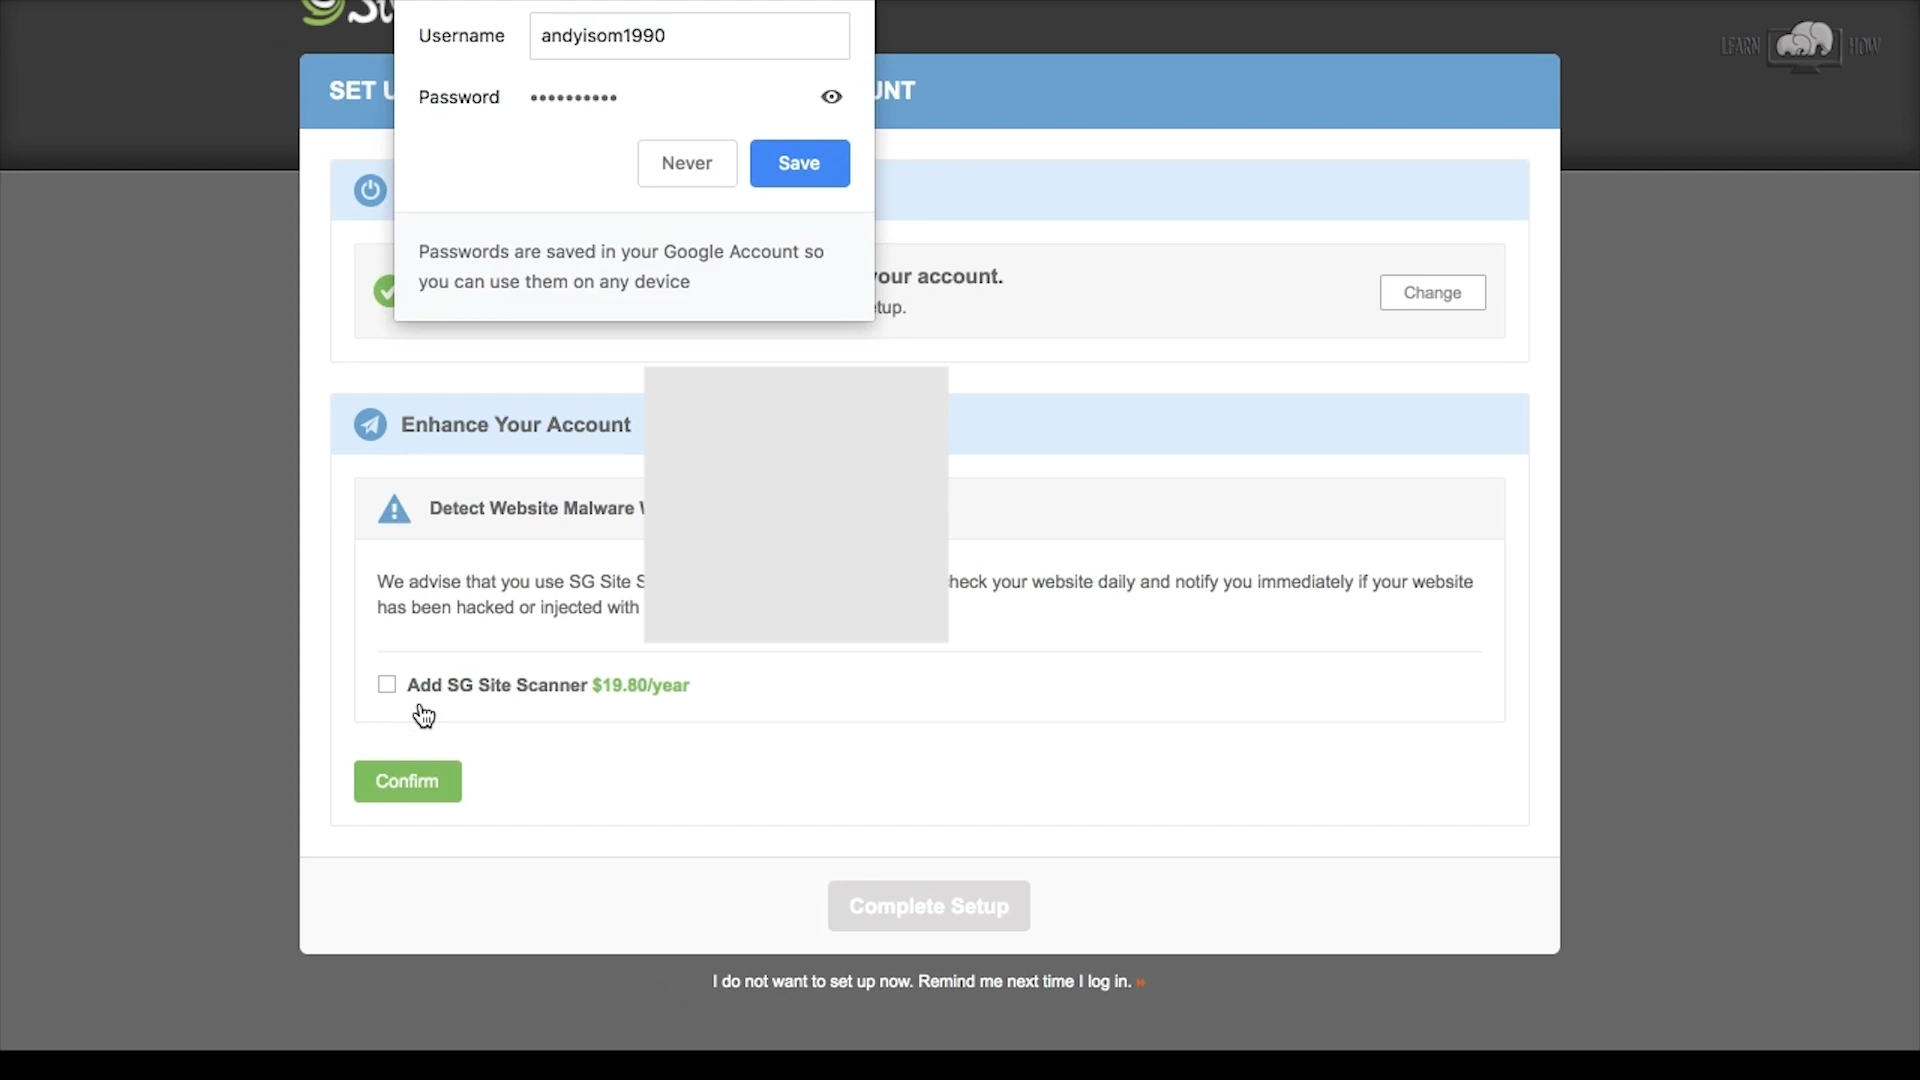 Username
andyisom1990
LEARN HOW
SET
Password
Never
Save
Passwords are saved in your Google Account so
you can use them on any device
your account.
Change
Enhance Your Account
Detect Website Malware
We advise that you use SG Site
your website daily and notify you immediately if your website
has been hacked or injected with
Add SG Site Scanner $19.80/year
Confirm
Complete Setup
I do not want to set up now. Remind me next time I log in. »